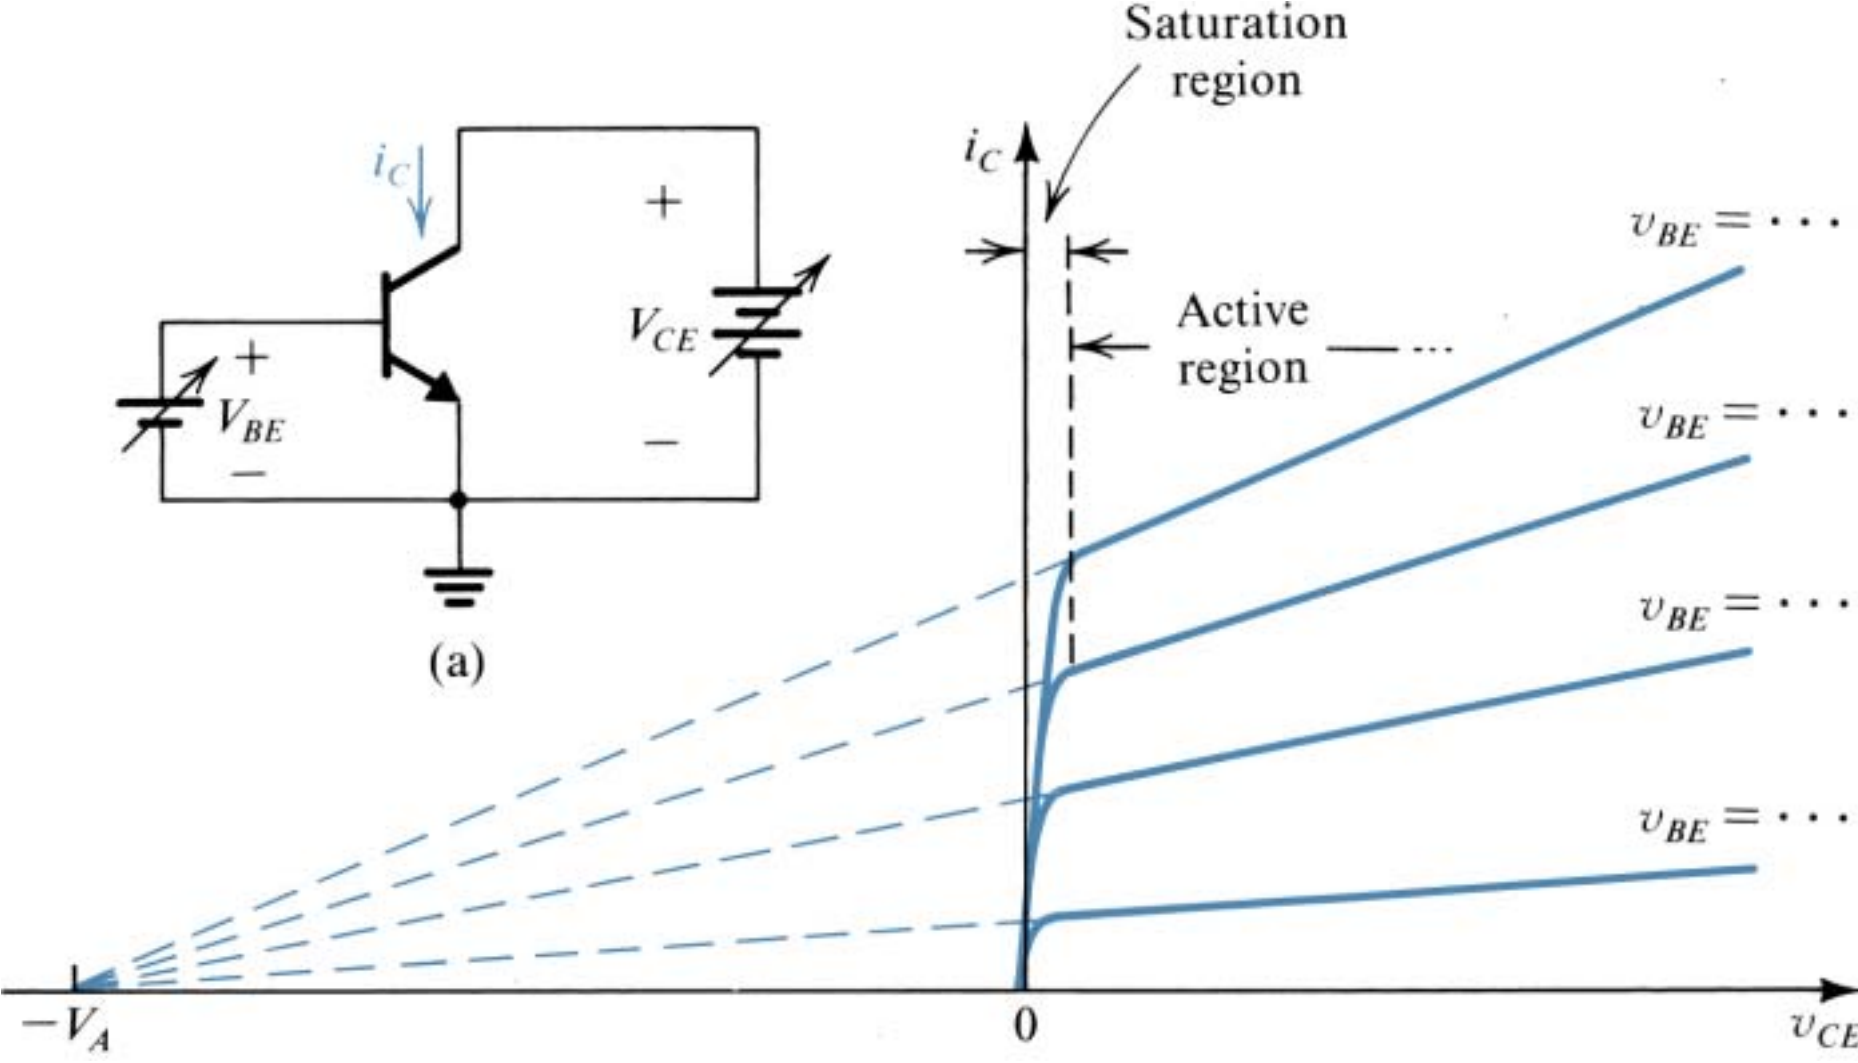 Saturation
region
i_C
i_C
+
v_BE = · · ·
Active
region
V_CE
+
V_BE
v_BE = · · ·
−
−
v_BE = · · ·
(a)
v_BE = · · ·
−V_A
0
v_CE